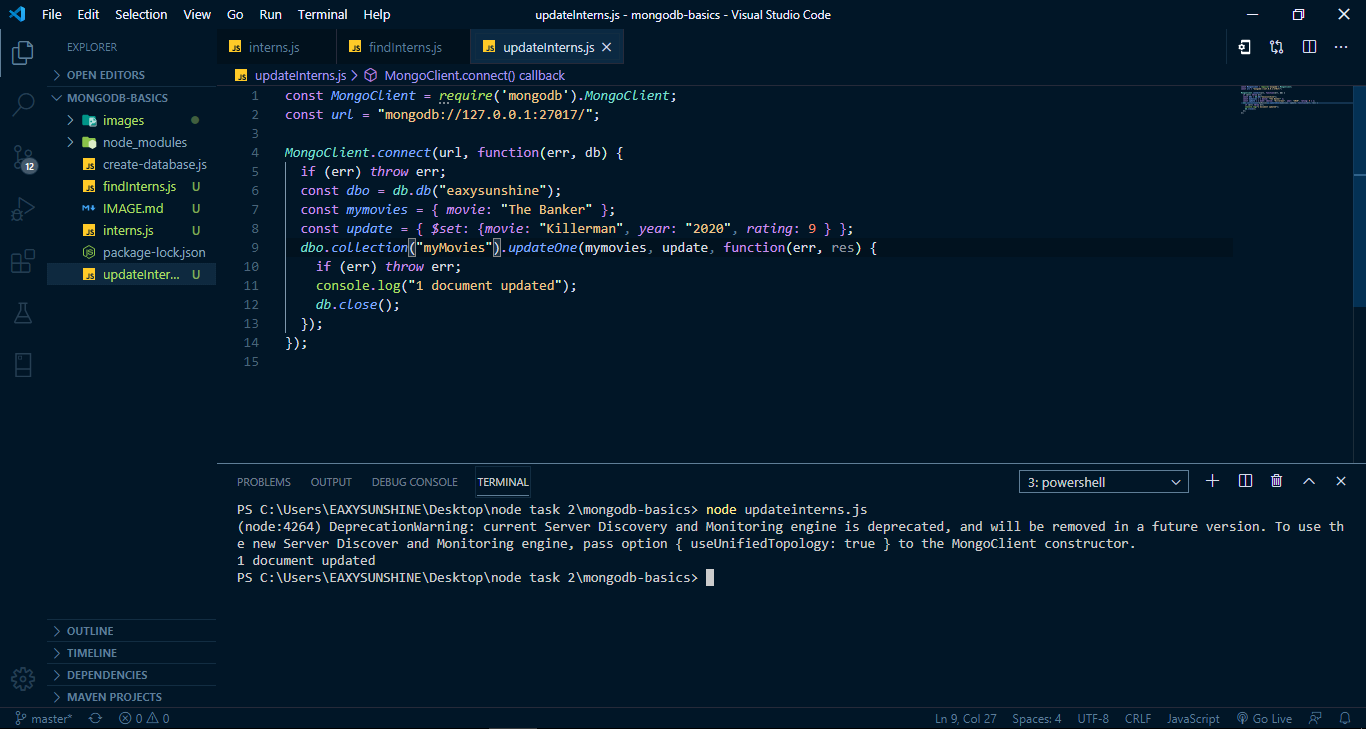 File Edit Selection View Go Run Terminal Help updateInterns.js - mongodb-basics - Visual Studio Code
EXPLORER
OPEN EDITORS
MONGODB-BASICS
images
node_modules
create-database.js
JS findInterns.js U
M↓ IMAGE.md U
JS interns.js U
package-lock.json
JS updateInter... U
OUTLINE
TIMELINE
DEPENDENCIES
MAVEN PROJECTS
12
JS interns.js JS findInterns.js JS updateInterns.js
JS updateInterns.js > MongoClient.connect() callback
1 const MongoClient = require('mongodb').MongoClient;
2 const url = "mongodb://127.0.0.1:27017/";
3
4 MongoClient.connect(url, function(err, db) {
5 if (err) throw err;
6 const dbo = db.db("eaxysunshine");
7 const mymovies = { movie: "The Banker" };
8 const update = { $set: {movie: "Killerman", year: "2020", rating: 9 } };
9 dbo.collection("myMovies").updateOne(mymovies, update, function(err, res) {
10 if (err) throw err;
11 console.log("1 document updated");
12 db.close();
13 });
14 });
15
PROBLEMS OUTPUT DEBUG CONSOLE TERMINAL 3: powershell
PS C:\Users\EAXYSUNSHINE\Desktop\node task 2\mongodb-basics> node updateinterns.js
(node:4264) DeprecationWarning: current Server Discovery and Monitoring engine is deprecated, and will be removed in a future version. To use th
e new Server Discover and Monitoring engine, pass option { useUnifiedTopology: true } to the MongoClient constructor.
1 document updated
PS C:\Users\EAXYSUNSHINE\Desktop\node task 2\mongodb-basics>
master* 0 0 Ln 9, Col 27 Spaces: 4 UTF-8 CRLF JavaScript Go Live